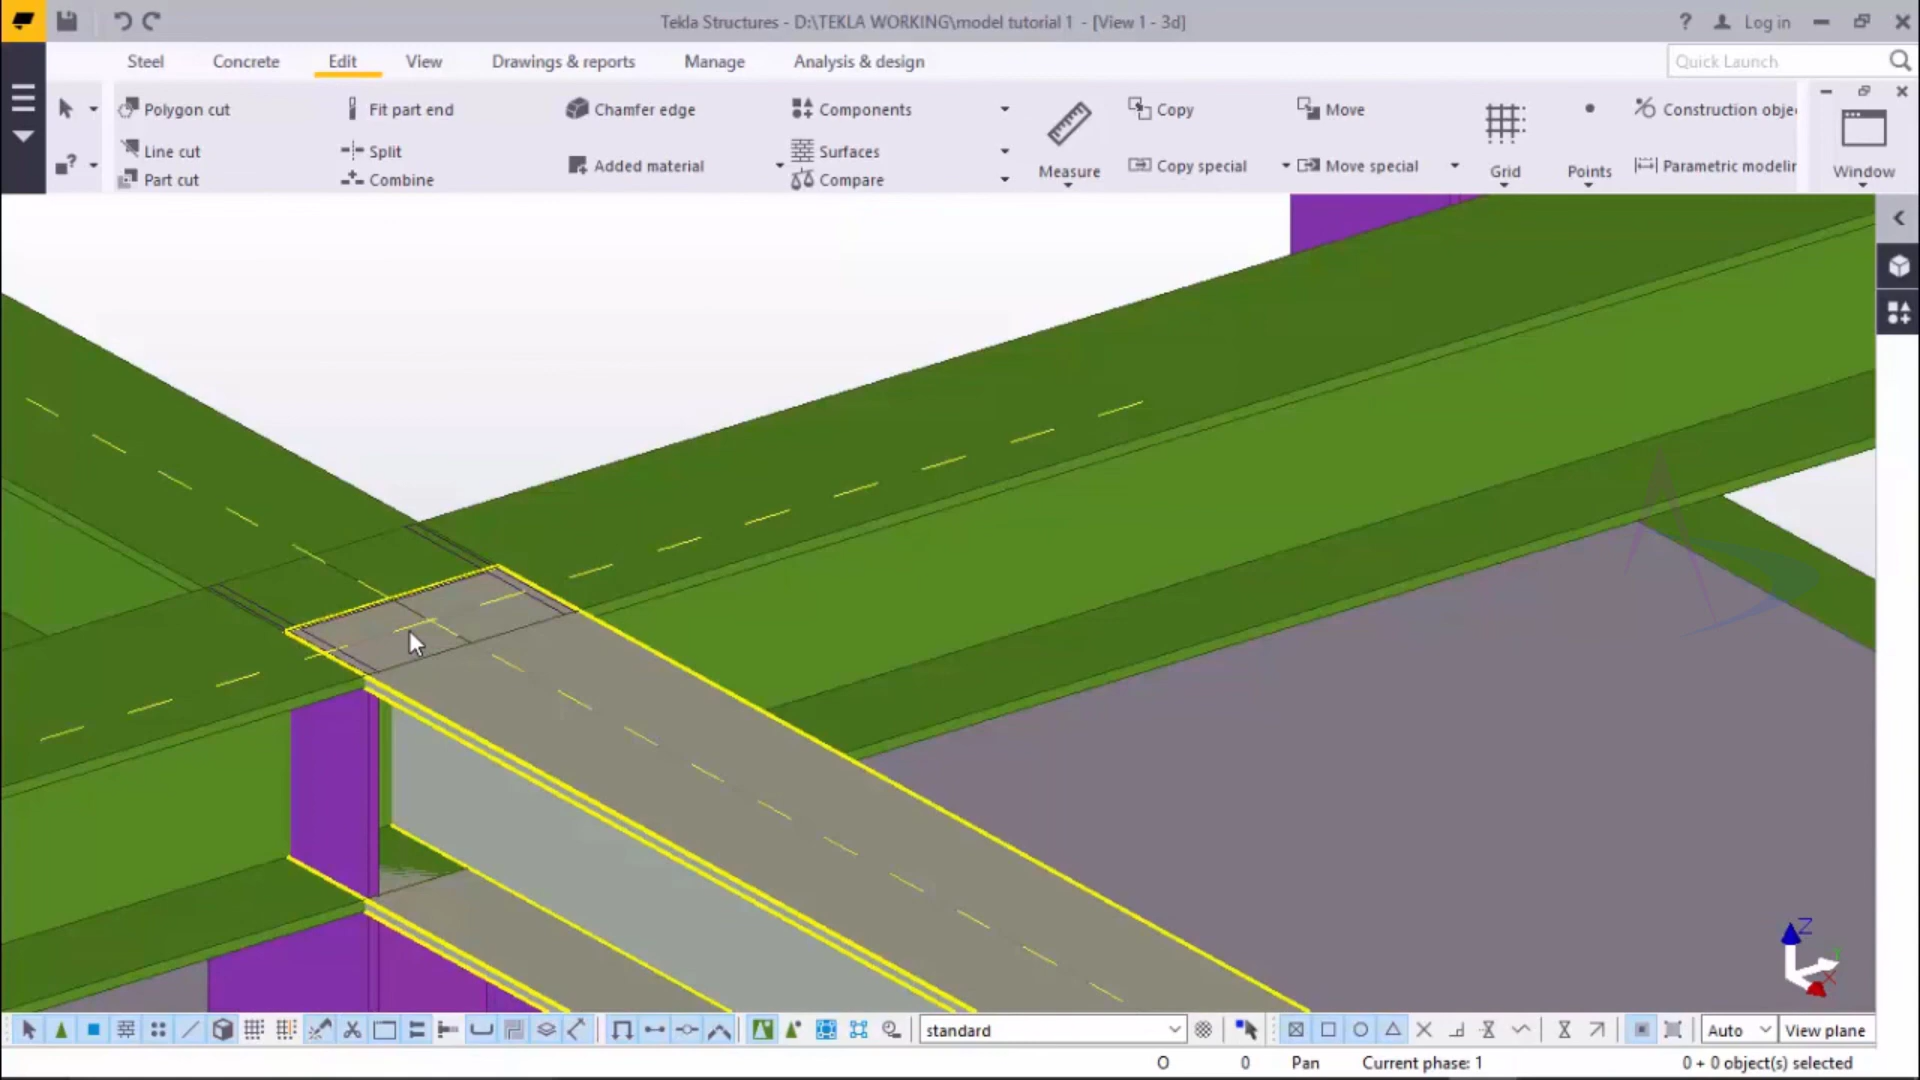 Tekla Structures - D:\TEKLA WORKING\model tutorial 1 - [View 1 - 3d]
? Log in
Steel Concrete Edit View Drawings & reports Manage Analysis & design
Quick Launch
Polygon cut Fit part end Chamfer edge Components Copy Move Construction obje
Line cut Split Added material Surfaces Measure Copy special Move special Grid Points Parametric modelin Window
Part cut Combine Compare
Z
X
standard
Auto View plane
O 0 Pan Current phase: 1 0 + 0 object(s) selected